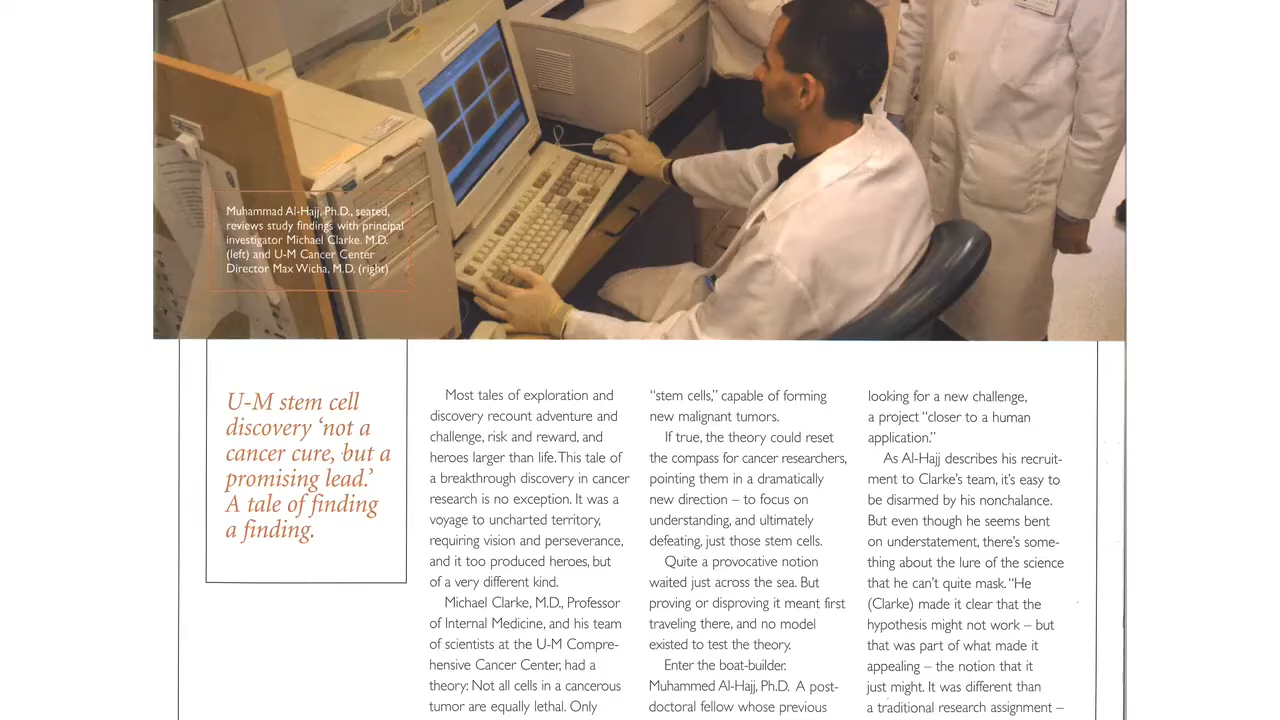 Muhammad Al-Hajj, Ph.D., seated,
reviews study findings with principal
investigator Michael Clarke. M.D.
(left) and U-M Cancer Center
Director Max Wicha, M.D. (right)
U-M stem cell
discovery ‘not a
cancer cure, but a
promising lead.’
A tale of finding
a finding.
Most tales of exploration and
discovery recount adventure and
challenge, risk and reward, and
heroes larger than life. This tale of
a breakthrough discovery in cancer
research is no exception. It was a
voyage to uncharted territory,
requiring vision and perseverance,
and it too produced heroes, but
of a very different kind.
Michael Clarke, M.D., Professor
of Internal Medicine, and his team
of scientists at the U-M Compre-
hensive Cancer Center, had a
theory: Not all cells in a cancerous
tumor are equally lethal. Only
“stem cells,” capable of forming
new malignant tumors.
If true, the theory could reset
the compass for cancer researchers,
pointing them in a dramatically
new direction – to focus on
understanding, and ultimately
defeating, just those stem cells.
Quite a provocative notion
waited just across the sea. But
proving or disproving it meant first
traveling there, and no model
existed to test the theory.
Enter the boat-builder.
Muhammed Al-Hajj, Ph.D. A post-
doctoral fellow whose previous
looking for a new challenge,
a project “closer to a human
application.”
As Al-Hajj describes his recruit-
ment to Clarke’s team, it’s easy to
be disarmed by his nonchalance.
But even though he seems bent
on understatement, there’s some-
thing about the lure of the science
that he can’t quite mask. “He
(Clarke) made it clear that the
hypothesis might not work – but
that was part of what made it
appealing – the notion that it
just might. It was different than
a traditional research assignment –